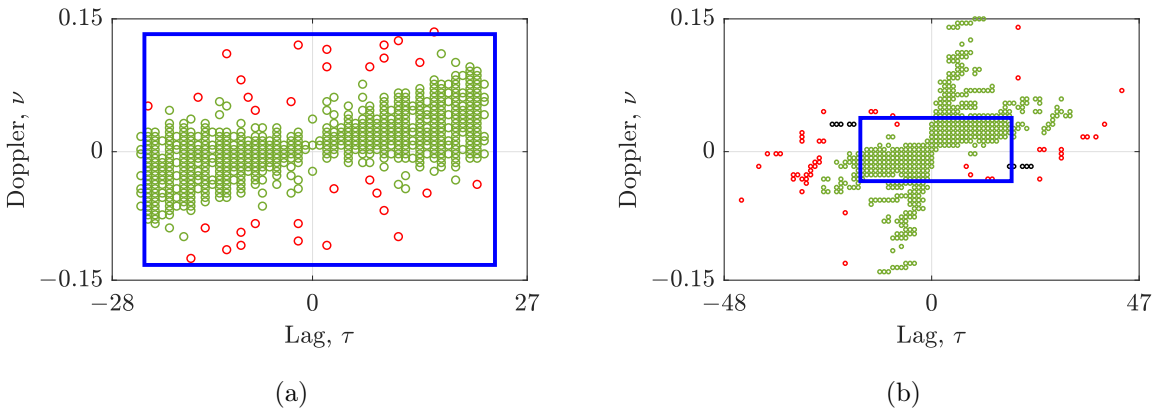 0.15
0
−0.15
Doppler, ν
−28
0
27
Lag, τ
(a)
0.15
0
−0.15
Doppler, ν
−48
0
47
Lag, τ
(b)